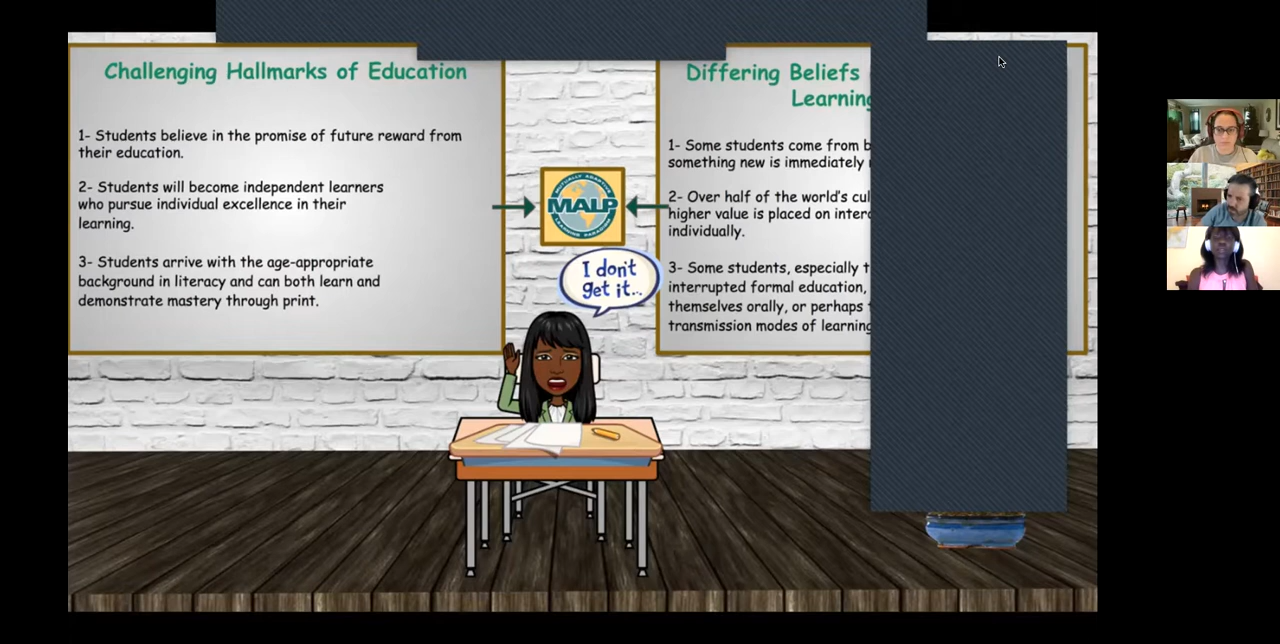 Challenging Hallmarks of Education
1- Students believe in the promise of future reward from
their education.
2- Students will become independent learners
who pursue individual excellence in their
learning.
3- Students arrive with the age-appropriate
background in literacy and can both learn and
demonstrate mastery through print.
MUTUALLY ADAPTIVE
MALP
LEARNING PARADIGM
I don't
get it...
Differing Beliefs
Learning
1- Some students come from
something new is immediately
2- Over half of the world's
higher value is placed on
individually.
3- Some students, especially
interrupted formal education,
themselves orally, or perhaps
transmission modes of learning